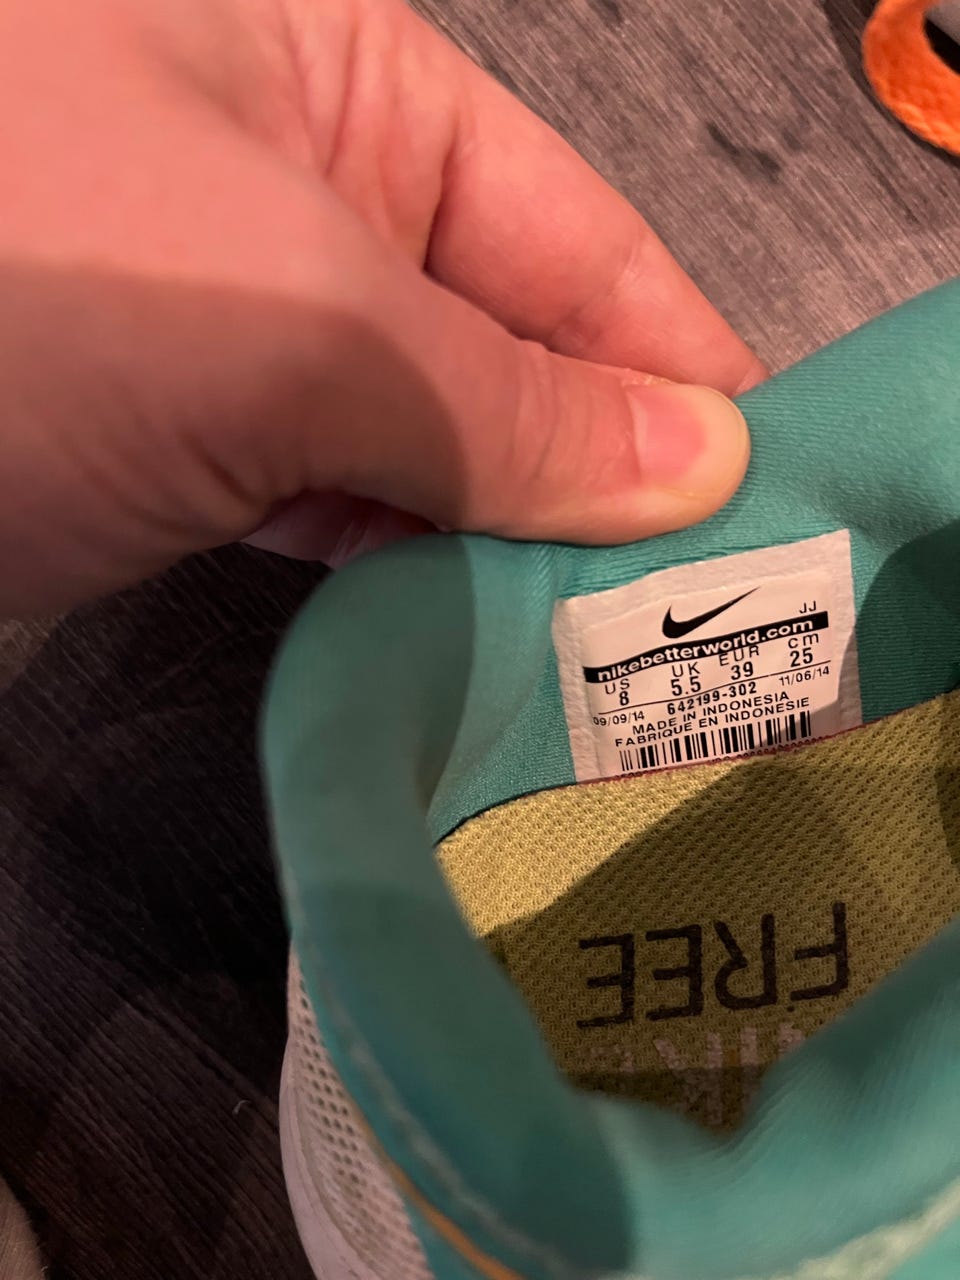 JJ
nikebetterworld.com
US UK EUR cm
8 5.5 39 25
09/09/14 642199-302 11/06/14
MADE IN INDONESIA
FABRIQUE EN INDONÉSIE
FREE